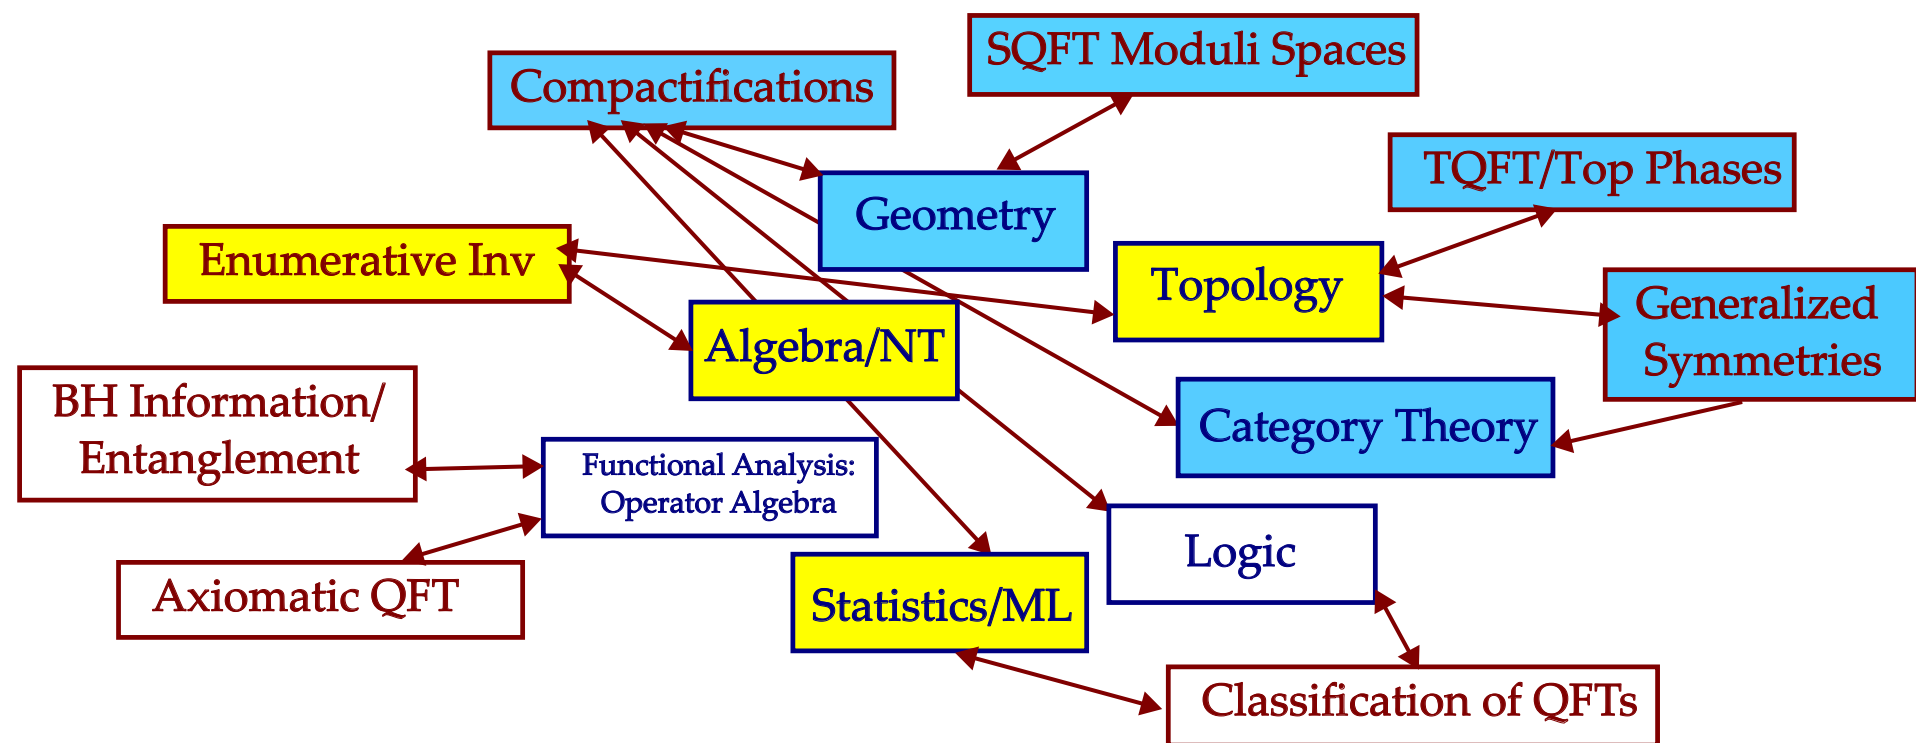 SQFT Moduli Spaces
Compactifications
TQFT/Top Phases
Geometry
Enumerative Inv
Topology
Generalized
Symmetries
Algebra/NT
BH Information/
Entanglement
Category Theory
Functional Analysis:
Operator Algebra
Logic
Axiomatic QFT
Statistics/ML
Classification of QFTs